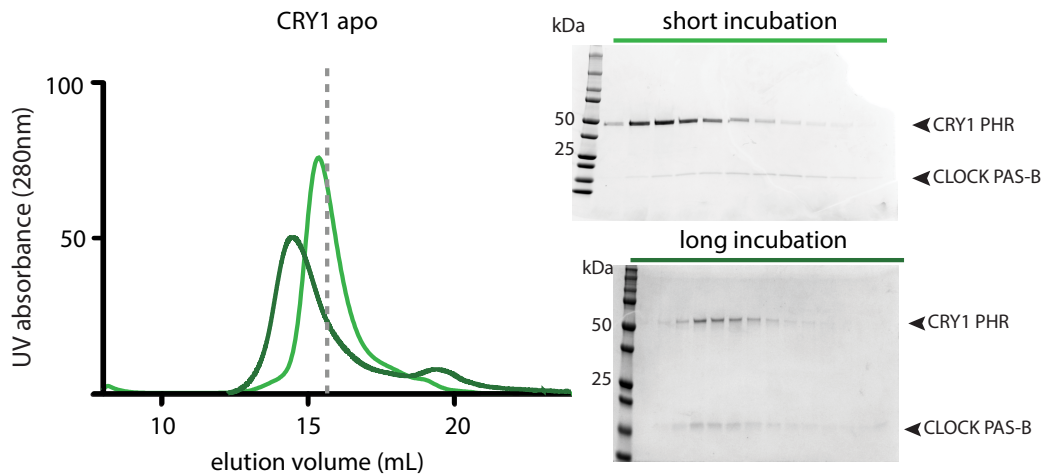 CRY1 apo
UV absorbance (280nm)
100
50
10
15
20
elution volume (mL)
short incubation
kDa
50
25
CRY1 PHR
CLOCK PAS-B
long incubation
kDa
50
25
CRY1 PHR
CLOCK PAS-B